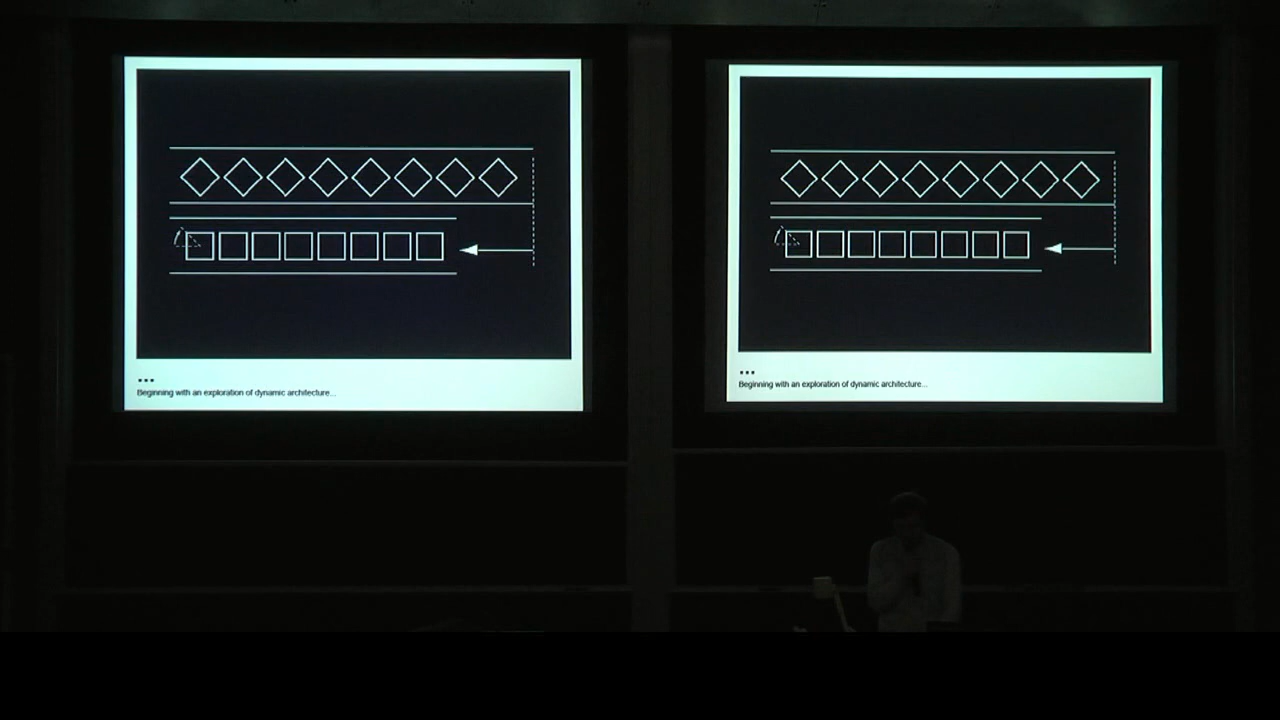 ...
Beginning with an exploration of dynamic architecture...
...
Beginning with an exploration of dynamic architecture...